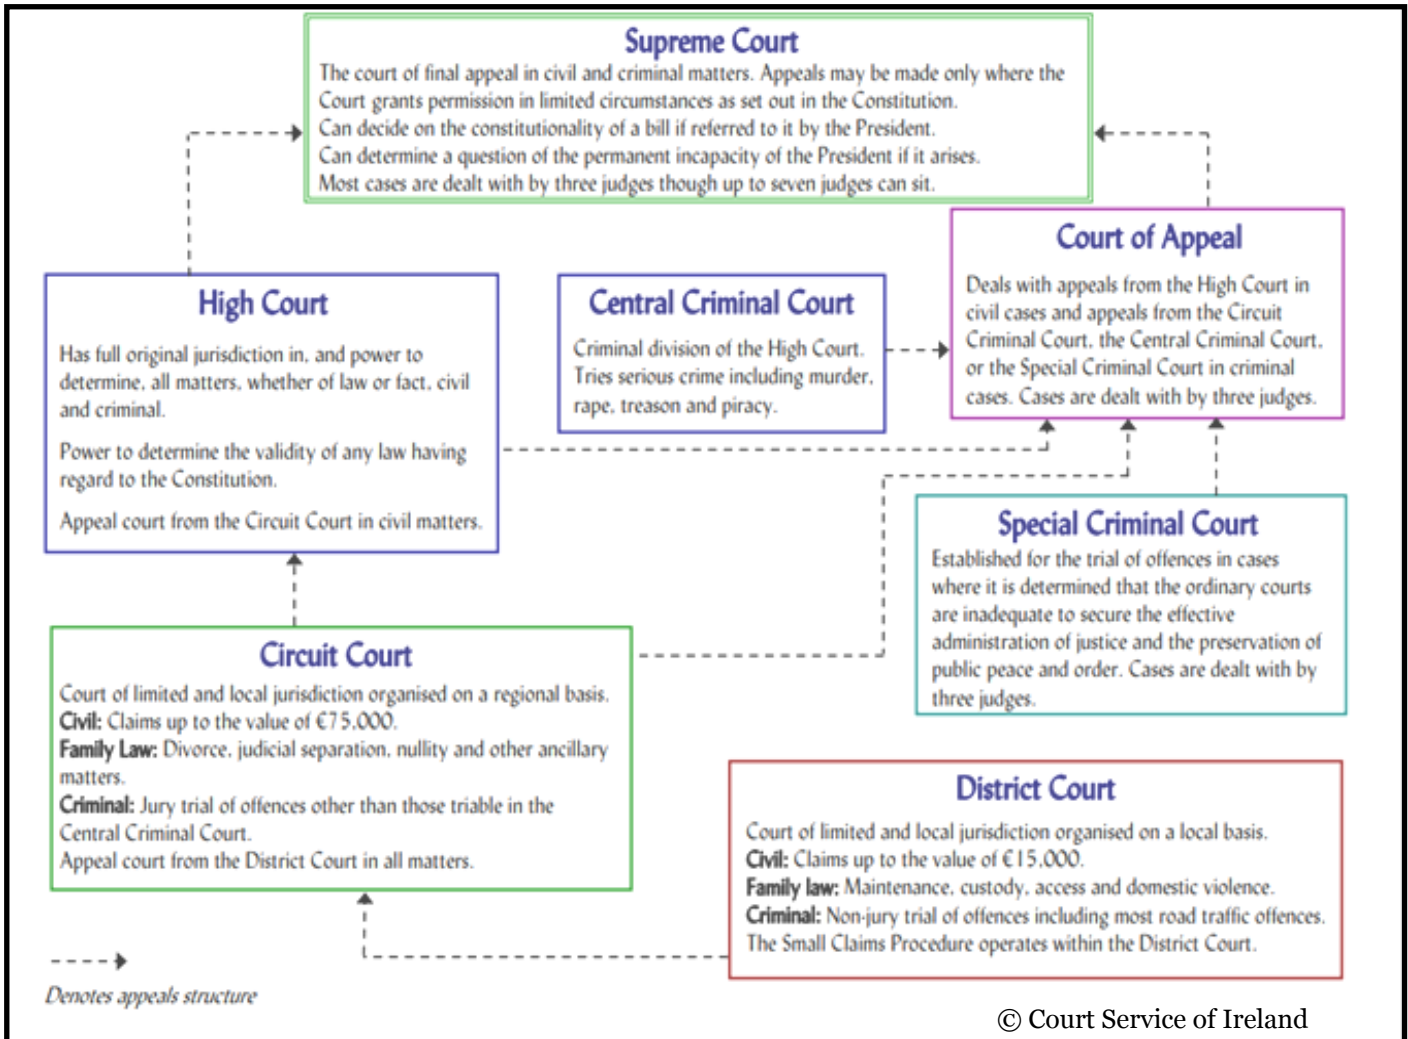 Supreme Court
The court of final appeal in civil and criminal matters. Appeals may be made only where the
Court grants permission in limited circumstances as set out in the Constitution.
Can decide on the constitutionality of a bill if referred to it by the President.
Can determine a question of the permanent incapacity of the President if it arises.
Most cases are dealt with by three judges though up to seven judges can sit.
Court of Appeal
Deals with appeals from the High Court in
civil cases and appeals from the Circuit
Criminal Court, the Central Criminal Court,
or the Special Criminal Court in criminal
cases. Cases are dealt with by three judges.
High Court
Has full original jurisdiction in, and power to
determine, all matters, whether of law or fact, civil
and criminal.
Power to determine the validity of any law having
regard to the Constitution.
Appeal court from the Circuit Court in civil matters.
Central Criminal Court
Criminal division of the High Court.
Tries serious crime including murder,
rape, treason and piracy.
Special Criminal Court
Established for the trial of offences in cases
where it is determined that the ordinary courts
are inadequate to secure the effective
administration of justice and the preservation of
public peace and order. Cases are dealt with by
three judges.
Circuit Court
Court of limited and local jurisdiction organised on a regional basis.
Civil: Claims up to the value of €75,000.
Family Law: Divorce, judicial separation, nullity and other ancillary
matters.
Criminal: Jury trial of offences other than those triable in the
Central Criminal Court.
Appeal court from the District Court in all matters.
District Court
Court of limited and local jurisdiction organised on a local basis.
Civil: Claims up to the value of €15,000.
Family law: Maintenance, custody, access and domestic violence.
Criminal: Non-jury trial of offences including most road traffic offences.
The Small Claims Procedure operates within the District Court.
Denotes appeals structure
© Court Service of Ireland